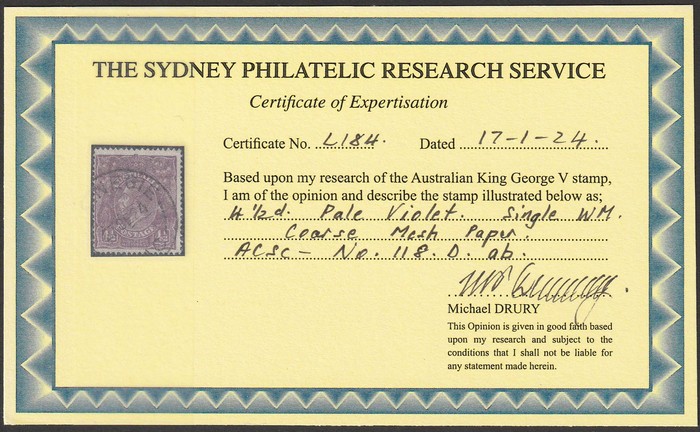 THE SYDNEY PHILATELIC RESEARCH SERVICE
Certificate of Expertisation
Certificate No. L184. Dated 17-1-24.
Based upon my research of the Australian King George V stamp,
I am of the opinion and describe the stamp illustrated below as;
4½d. Pale Violet. Single WM.
Coarse Mesh Paper.
ACSC - No. 118. D. ab.
Michael DRURY
This Opinion is given in good faith based
upon my research and subject to the
conditions that I shall not be liable for
any statement made herein.
POSTAGE